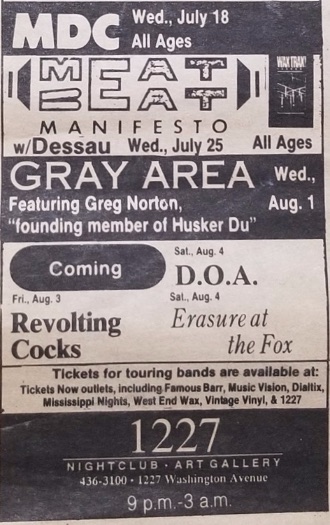 MDC Wed., July 18
All Ages
MEAT
BEAT
MANIFESTO
WAX TRAX!
w/Dessau Wed., July 25 All Ages
GRAY AREA Wed.,
Featuring Greg Norton, Aug. 1
"founding member of Husker Du"
Coming
Sat., Aug. 4
D.O.A.
Fri., Aug. 3
Revolting
Cocks
Sat., Aug. 4
Erasure at
the Fox
Tickets for touring bands are available at:
Tickets Now outlets, including Famous Barr, Music Vision, Dialtix,
Mississippi Nights, West End Wax, Vintage Vinyl, & 1227
1227
NIGHTCLUB · ART GALLERY
436-3100 · 1227 Washington Avenue
9 p.m.-3 a.m.